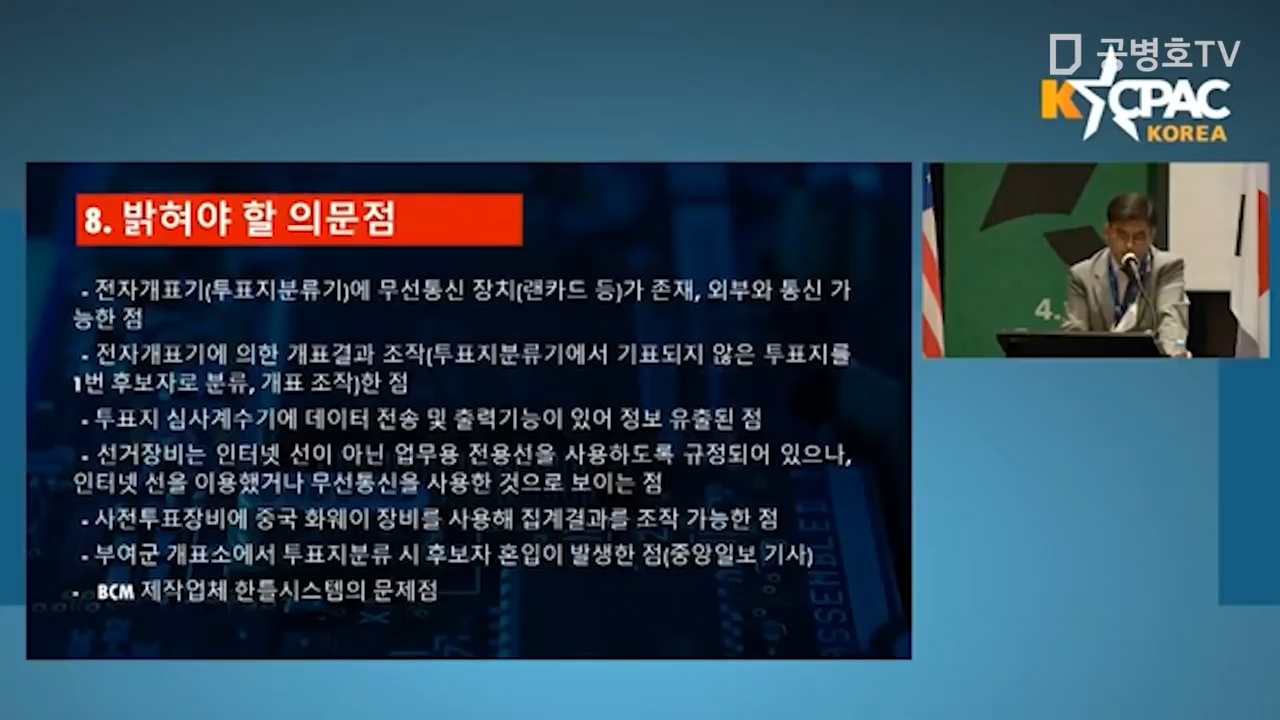 공병호TV
KCPAC
KOREA
8. 밝혀야 할 의문점
- 전자개표기(투표지분류기)에 무선통신 장치(랜카드 등)가 존재, 외부와 통신 가
능한 점
- 전자개표기에 의한 개표결과 조작(투표지분류기에서 기표되지 않은 투표지를
1번 후보자로 분류, 개표 조작)한 점
- 투표지 심사계수기에 데이터 전송 및 출력기능이 있어 정보 유출된 점
- 선거장비는 인터넷 선이 아닌 업무용 전용선을 사용하도록 규정되어 있으나,
인터넷 선을 이용했거나 무선통신을 사용한 것으로 보이는 점
- 사전투표장비에 중국 화웨이 장비를 사용해 집계결과를 조작 가능한 점
- 부여군 개표소에서 투표지분류 시 후보자 혼입이 발생한 점(중앙일보 기사)
- BCM 제작업체 한틀시스템의 문제점
ASSEMBLED
4.